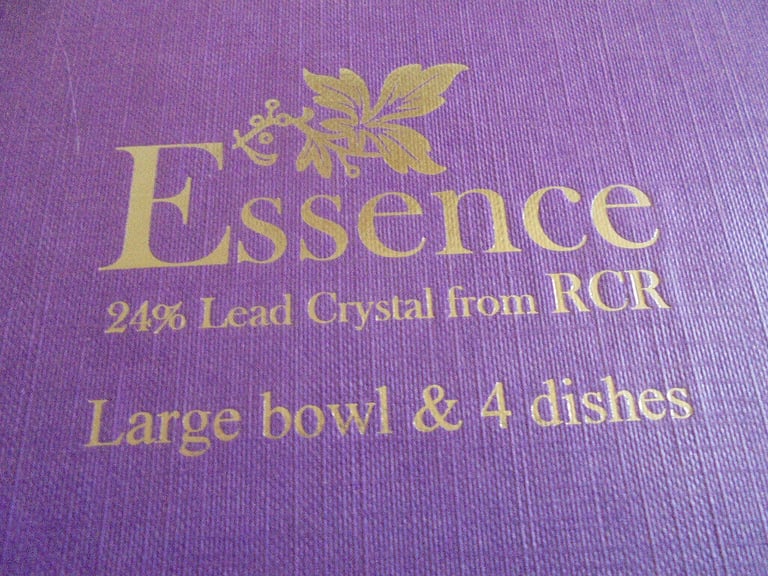 Essence
24% Lead Crystal from RCR
Large bowl & 4 dishes